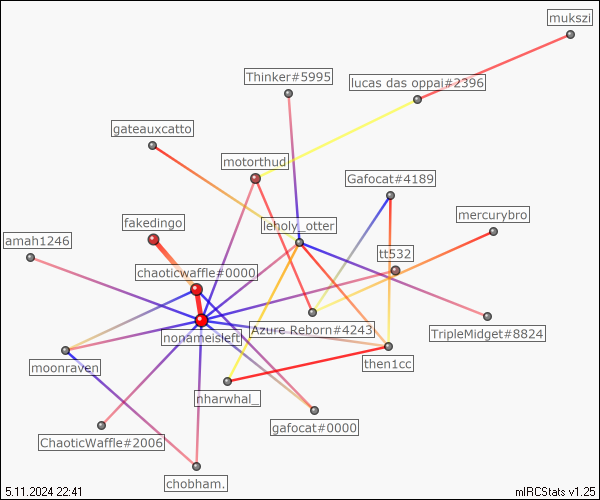 mukszi
Thinker#5995
lucas das oppai#2396
gateauxcatto
motorthud
Gafocat#4189
fakedingo
mercurybro
leholy_otter
amah1246
tt532
chaoticwaffle#0000
Azure Reborn#4243
TripleMidget#8824
nonameisleft
then1cc
moonraven
nharwhal_
gafocat#0000
ChaoticWaffle#2006
chobham.
5.11.2024 22:41
mIRCStats v1.25